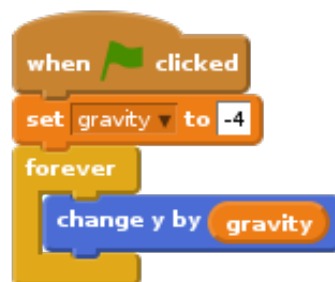 when clicked
set gravity to -4
forever
change y by gravity